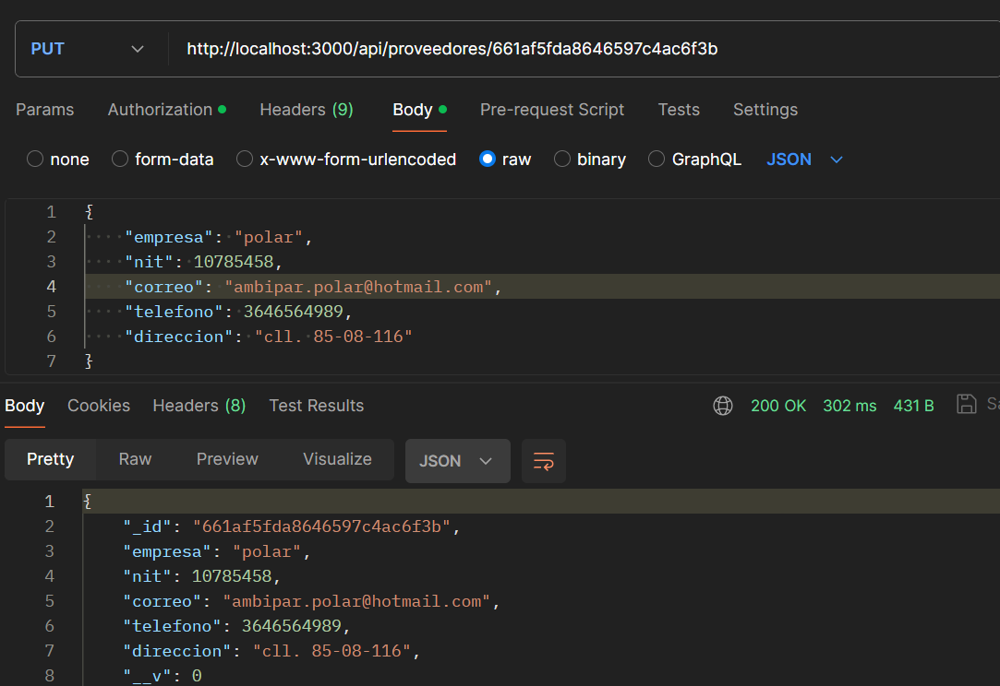 PUT http://localhost:3000/api/proveedores/661af5fda8646597c4ac6f3b
Params Authorization Headers (9) Body Pre-request Script Tests Settings
none form-data x-www-form-urlencoded raw binary GraphQL JSON
1 {
2 "empresa": "polar",
3 "nit": 10785458,
4 "correo": "ambipar.polar@hotmail.com",
5 "telefono": 3646564989,
6 "direccion": "cll. 85-08-116"
7 }
Body Cookies Headers (8) Test Results 200 OK 302 ms 431 B
Pretty Raw Preview Visualize JSON
1 {
2 "_id": "661af5fda8646597c4ac6f3b",
3 "empresa": "polar",
4 "nit": 10785458,
5 "correo": "ambipar.polar@hotmail.com",
6 "telefono": 3646564989,
7 "direccion": "cll. 85-08-116",
8 "__v": 0